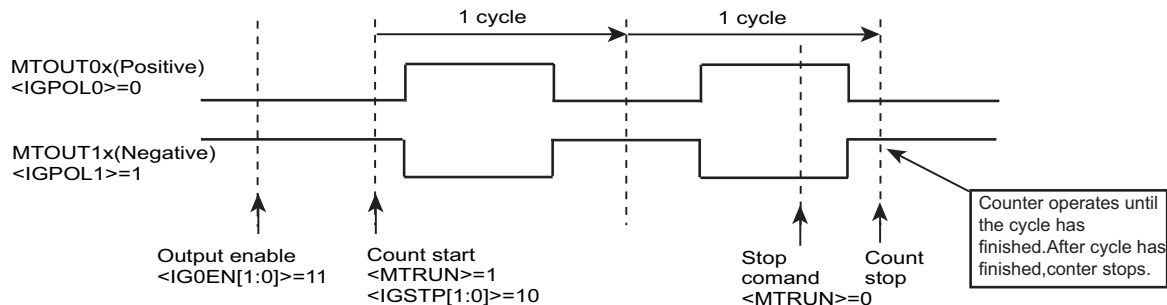 1 cycle
1 cycle
MTOUT0x(Positive)
<IGPOL0>=0
MTOUT1x(Negative)
<IGPOL1>=1
Output enable
<IG0EN[1:0]>=11
Count start
<MTRUN>=1
<IGSTP[1:0]>=10
Stop
comand
<MTRUN>=0
Count
stop
Counter operates until
the cycle has
finished.After cycle has
finished,conter stops.